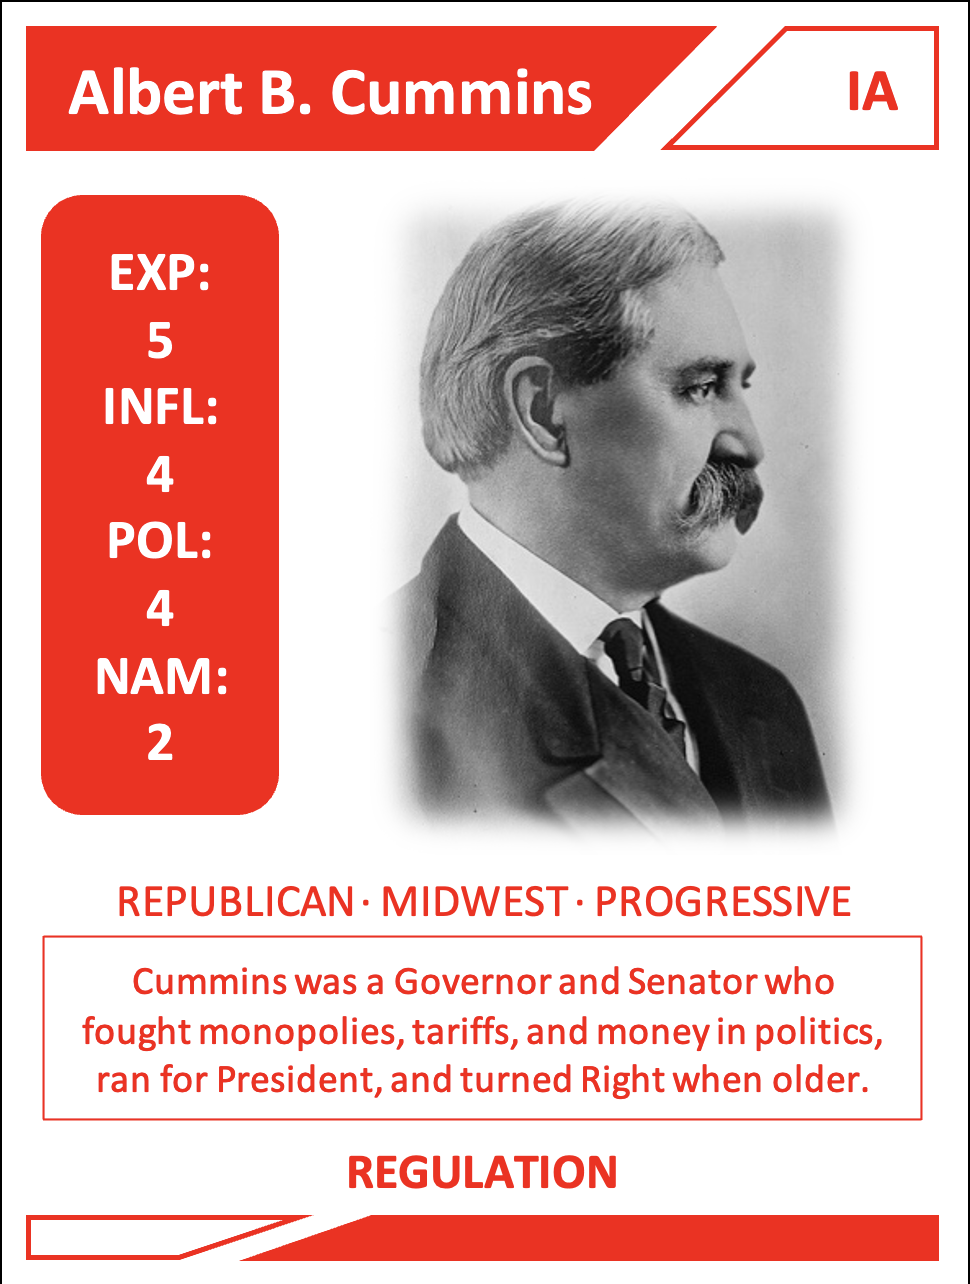 Albert B. Cummins
IA
EXP:
5
INFL:
4
POL:
4
NAM:
2
REPUBLICAN · MIDWEST · PROGRESSIVE
Cummins was a Governor and Senator who
fought monopolies, tariffs, and money in politics,
ran for President, and turned Right when older.
REGULATION